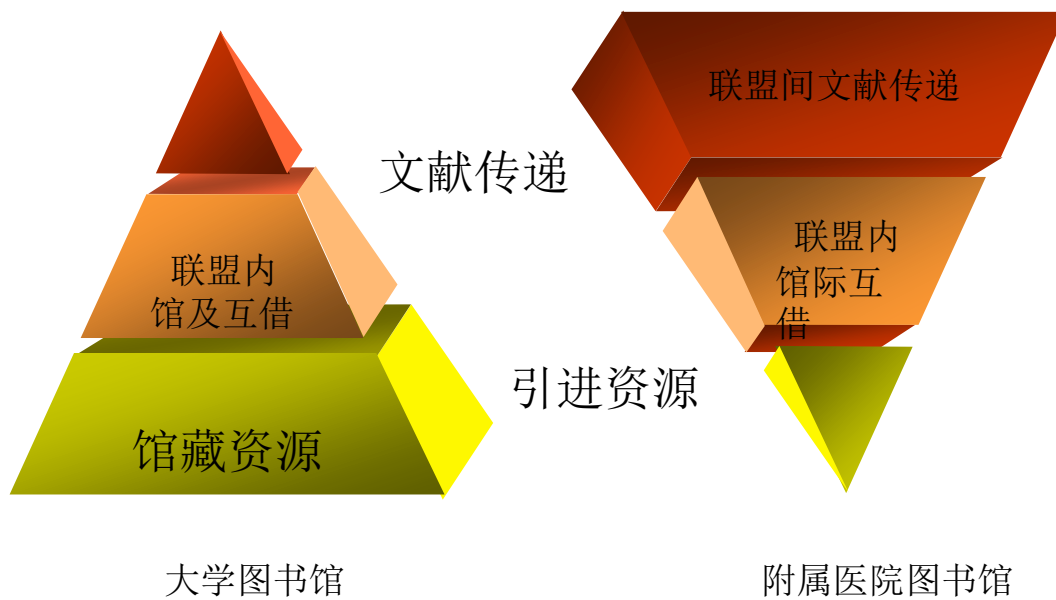 文献传递
联盟内
馆及互借
馆藏资源
引进资源
大学图书馆
联盟间文献传递
联盟内
馆际互
借
附属医院图书馆